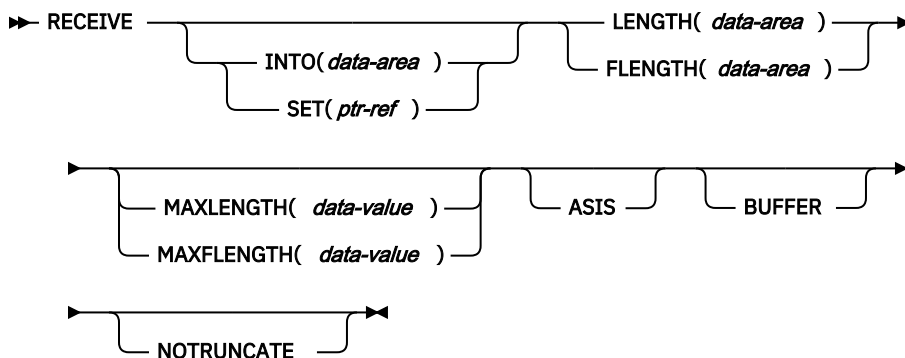 RECEIVE LENGTH( data-area )
INTO( data-area ) FLENGTH( data-area )
SET( ptr-ref )
MAXLENGTH( data-value ) ASIS BUFFER
MAXFLENGTH( data-value )
NOTRUNCATE